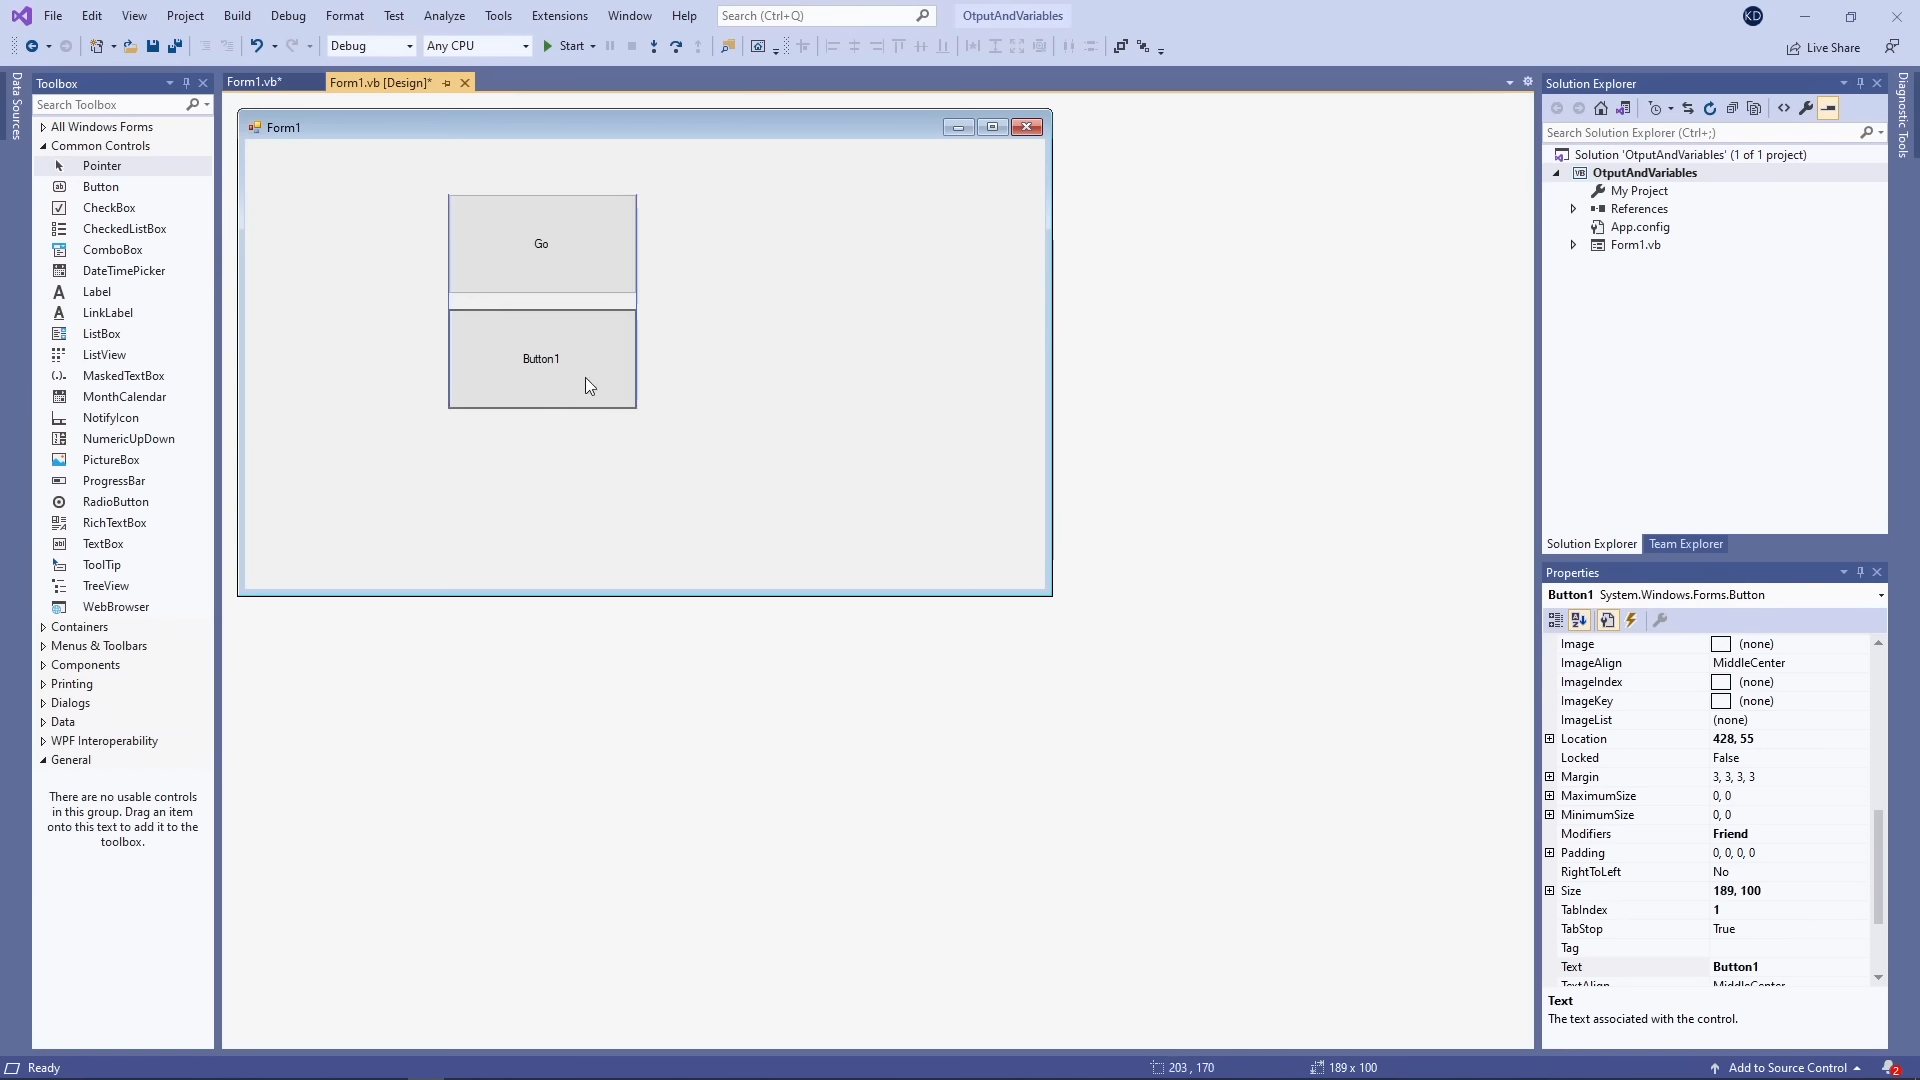 File Edit View Project Build Debug Format Test Analyze Tools Extensions Window Help Search (Ctrl+Q) OtputAndVariables KD
Debug Any CPU Start Live Share
Data Sources
Toolbox
Search Toolbox
All Windows Forms
Common Controls
Pointer
Button
CheckBox
CheckedListBox
ComboBox
DateTimePicker
Label
LinkLabel
ListBox
ListView
MaskedTextBox
MonthCalendar
NotifyIcon
NumericUpDown
PictureBox
ProgressBar
RadioButton
RichTextBox
TextBox
ToolTip
TreeView
WebBrowser
Containers
Menus & Toolbars
Components
Printing
Dialogs
Data
WPF Interoperability
General
There are no usable controls
in this group. Drag an item
onto this text to add it to the
toolbox.
Form1.vb* Form1.vb [Design]*
Form1
Go
Button1
Solution Explorer
Search Solution Explorer (Ctrl+;)
Solution 'OtputAndVariables' (1 of 1 project)
VB OtputAndVariables
My Project
References
App.config
Form1.vb
Solution Explorer Team Explorer
Diagnostic Tools
Properties
Button1 System.Windows.Forms.Button
Image (none)
ImageAlign MiddleCenter
ImageIndex (none)
ImageKey (none)
ImageList (none)
Location 428, 55
Locked False
Margin 3, 3, 3, 3
MaximumSize 0, 0
MinimumSize 0, 0
Modifiers Friend
Padding 0, 0, 0, 0
RightToLeft No
Size 189, 100
TabIndex 1
TabStop True
Tag
Text Button1
TextAlign MiddleCenter
Text
The text associated with the control.
Ready 203 , 170 189 x 100 Add to Source Control 2